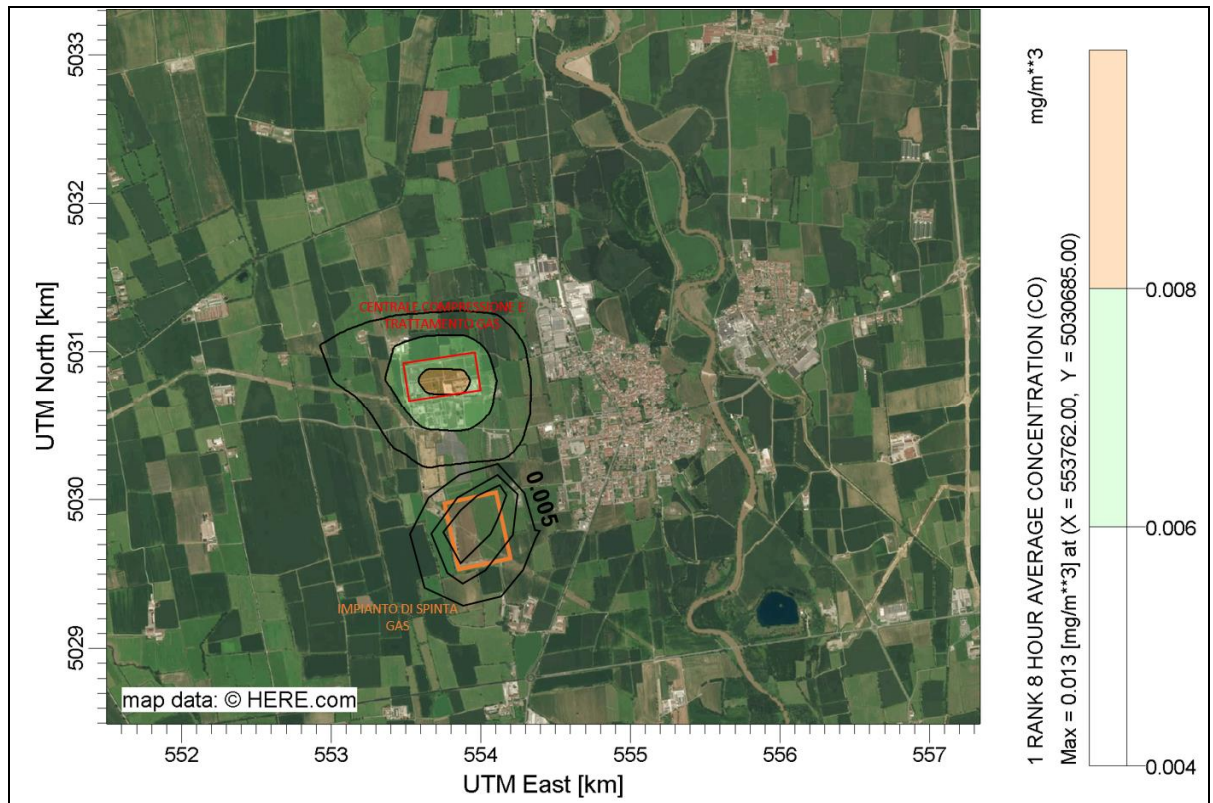 5033
5032
5031
5030
5029
UTM North [km]
CENTRALE COMPRESSIONE E
TRATTAMENTO GAS
0.005
IMPIANTO DI SPINTA
GAS
map data: © HERE.com
552
553
554
555
556
557
UTM East [km]
1 RANK 8 HOUR AVERAGE CONCENTRATION (CO) mg/m**3
Max = 0.013 [mg/m**3] at (X = 553762.00, Y = 5030685.00)
0.008
0.006
0.004